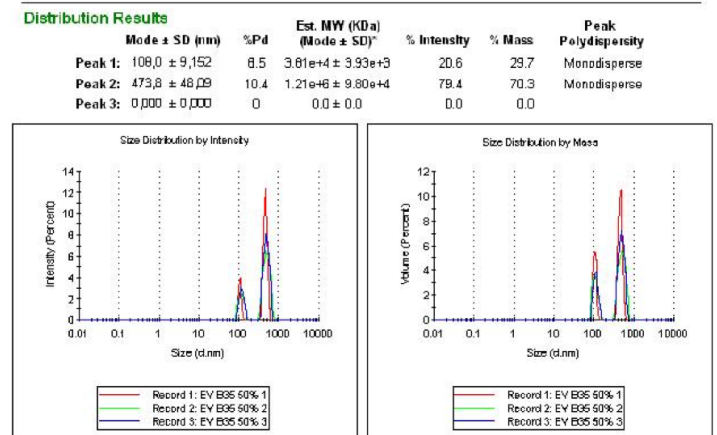 Distribution Results
Mode ± SD (nm) %Pd Est. MW (KDa) (Mode ± SD)* % Intensity % Mass Peak Polydispersity
Peak 1: 108,0 ± 9,152 8.5 3.81e+4 ± 3.93e+3 20.6 29.7 Monodisperse
Peak 2: 473,8 ± 48,09 10.4 1.21e+6 ± 9.80e+4 79.4 70.3 Monodisperse
Peak 3: 0,000 ± 0,000 0 0.0 ± 0.0 0.0 0.0
Size Distribution by Intensity
14
12
10
8
6
4
2
0
Intensity (Percent)
0.01 0.1 1 10 100 1000 10000
Size (d.nm)
Record 1: EV B35 50% 1
Record 2: EV B35 50% 2
Record 3: EV B35 50% 3
Size Distribution by Mass
12
10
8
6
4
2
0
Volume (Percent)
0.01 0.1 1 10 100 1000 10000
Size (d.nm)
Record 1: EV B35 50% 1
Record 2: EV B35 50% 2
Record 3: EV B35 50% 3